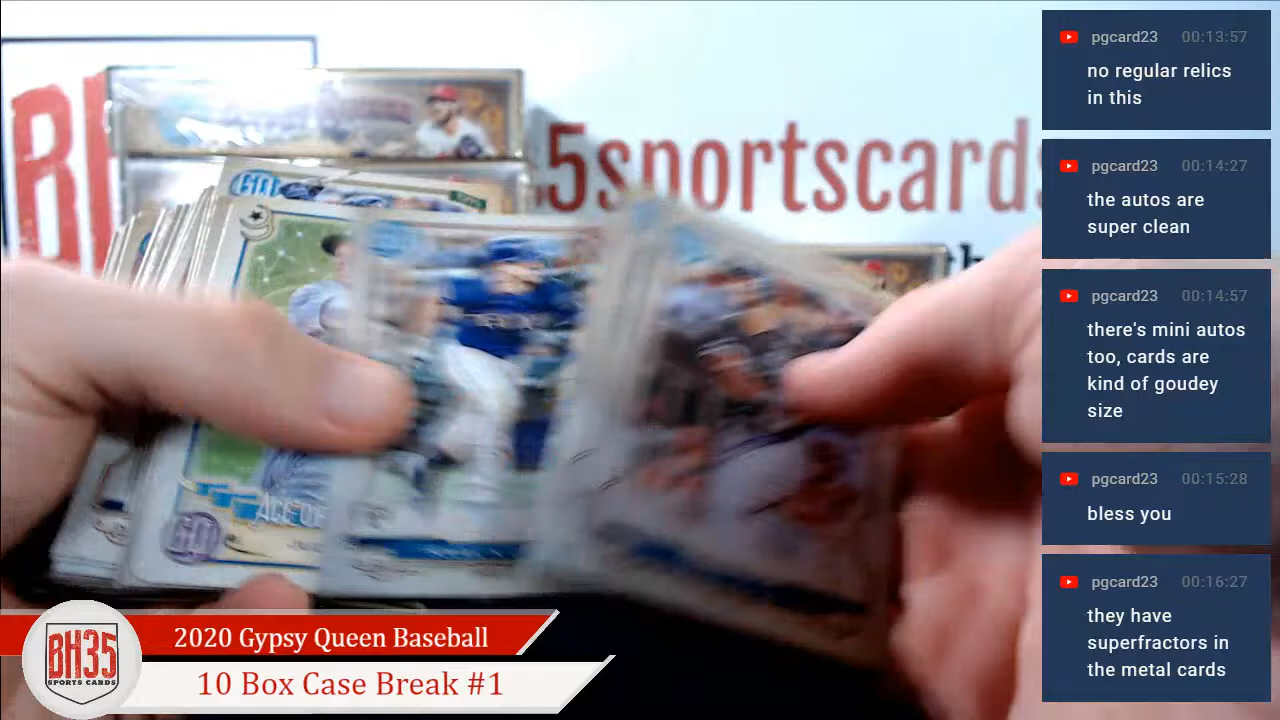 5sportscards
BH35
SPORTS CARDS
2020 Gypsy Queen Baseball
10 Box Case Break #1
pgcard23 00:13:57
no regular relics
in this
pgcard23 00:14:27
the autos are
super clean
pgcard23 00:14:57
there's mini autos
too, cards are
kind of goudey
size
pgcard23 00:15:28
bless you
pgcard23 00:16:27
they have
superfractors in
the metal cards